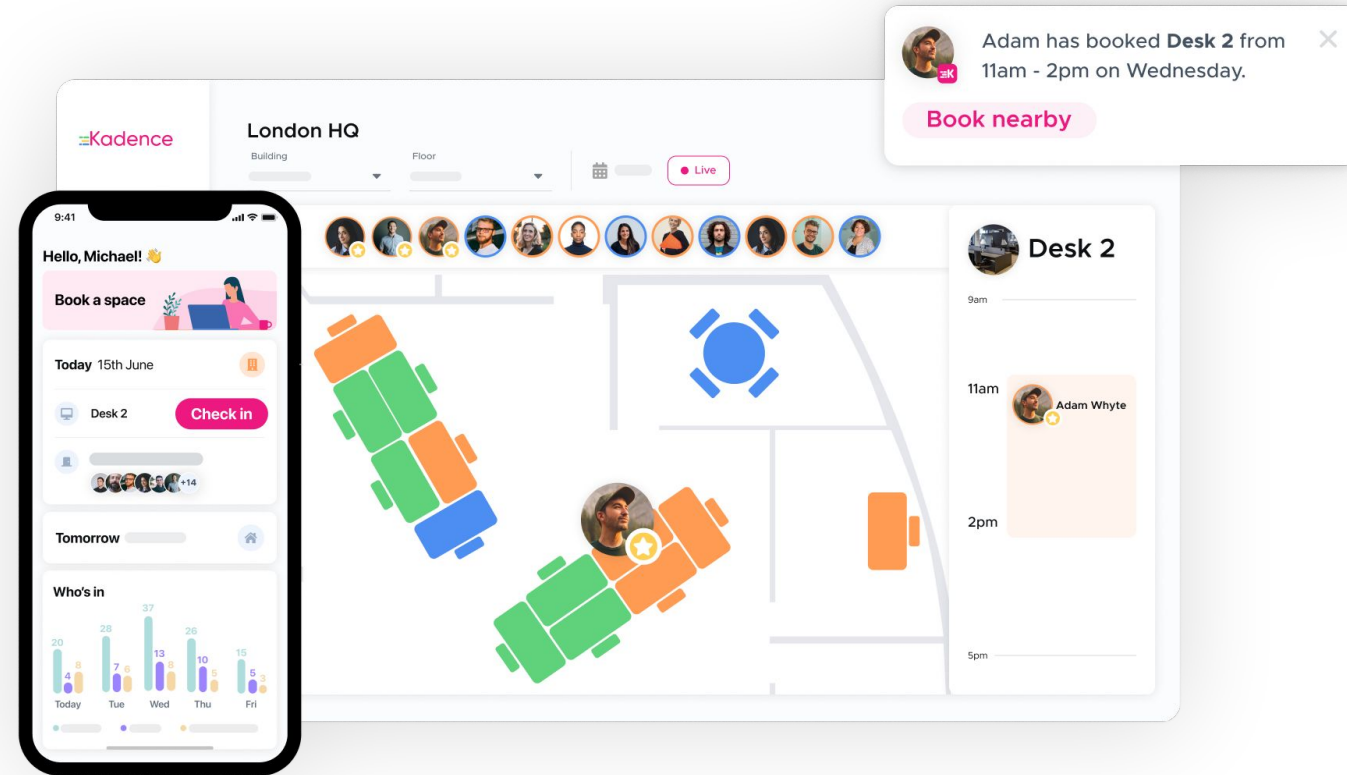 Adam has booked Desk 2 from
11am - 2pm on Wednesday.
Book nearby
Kadence
London HQ
Building
Floor
Live
Desk 2
9am
11am
Adam Whyte
2pm
5pm
9:41
Hello, Michael! 👋
Book a space
Today 15th June
Desk 2
Check in
+14
Tomorrow
Who's in
20 4 8
28 7 6
37 13 8
26 10 5
15 5 3
Today Tue Wed Thu Fri